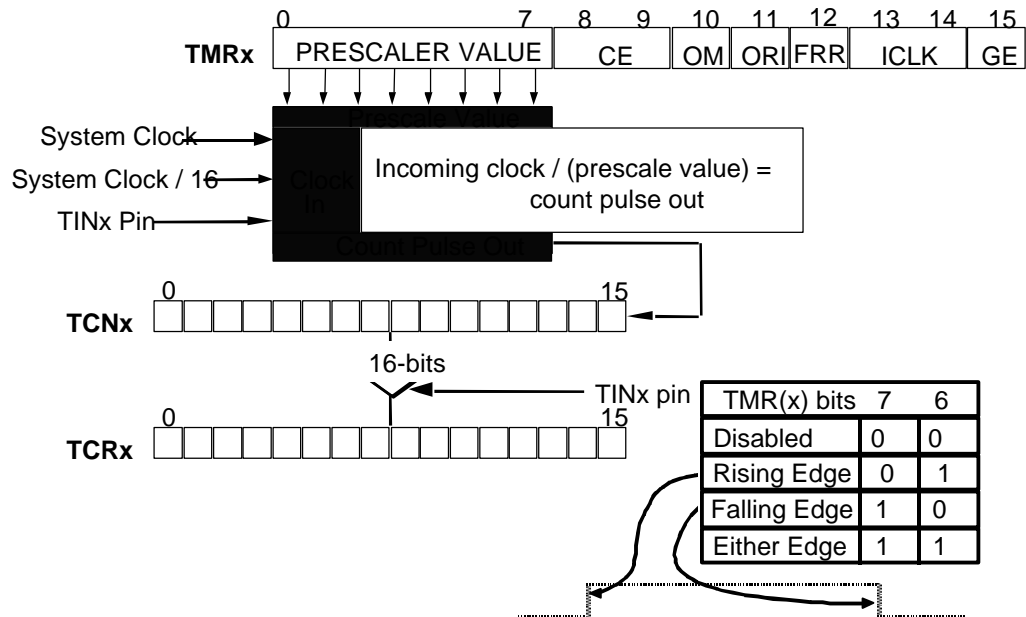 0 7 8 9 10 11 12 13 14 15
TMRx PRESCALER VALUE CE OM ORI FRR ICLK GE
Prescale Value
System Clock
System Clock / 16
TINx Pin
Clock
In
Incoming clock / (prescale value) =
count pulse out
Count Pulse Out
0 15
TCNx
16-bits
TINx pin
0 15
TCRx
TMR(x) bits 7 6
Disabled 0 0
Rising Edge 0 1
Falling Edge 1 0
Either Edge 1 1